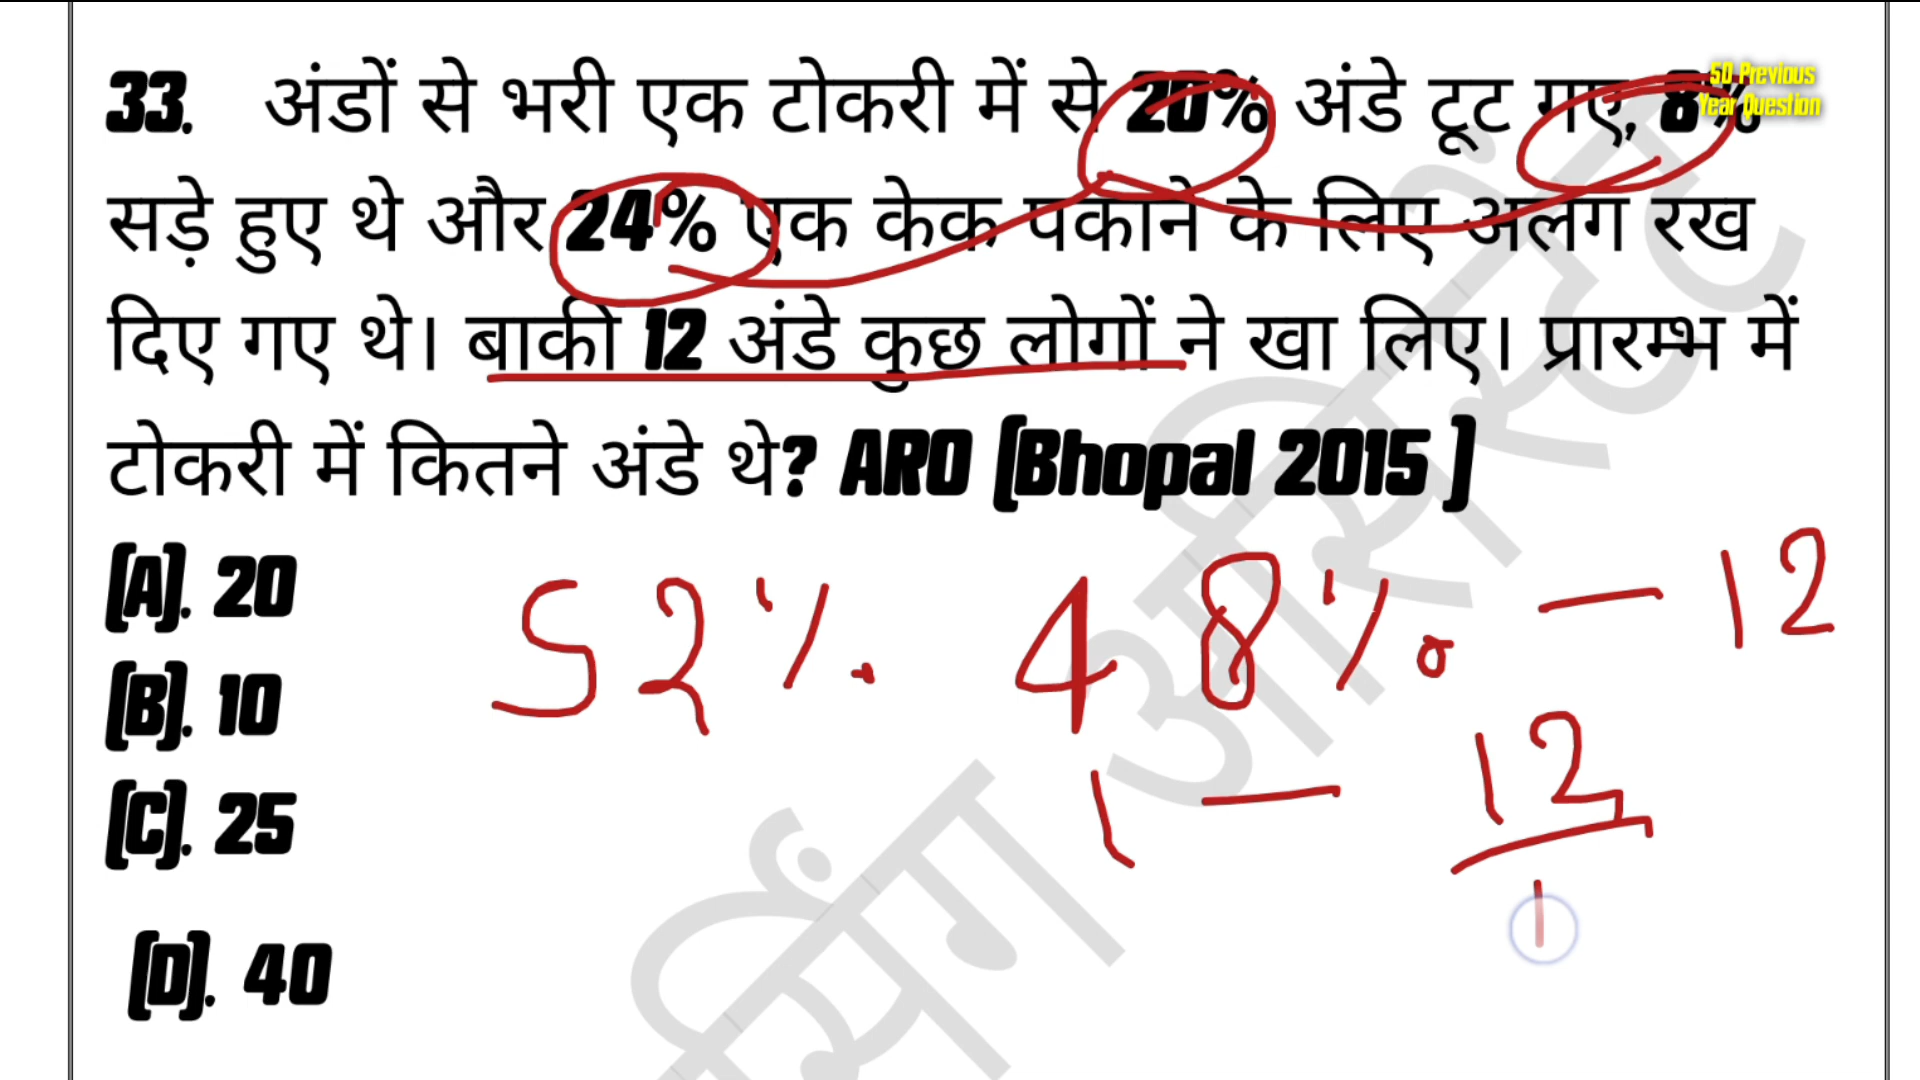 50 Previous
Year Question
33. अंडों से भरी एक टोकरी में से 20% अंडे टूट गए, 8%
सड़े हुए थे और 24% एक केक पकाने के लिए अलग रख
दिए गए थे। बाकी 12 अंडे कुछ लोगों ने खा लिए। प्रारम्भ में
टोकरी में कितने अंडे थे? ARO (Bhopal 2015 )
(A). 20
52% 48% — 12
(B). 10
1 — 12
(C). 25
1
(D). 40